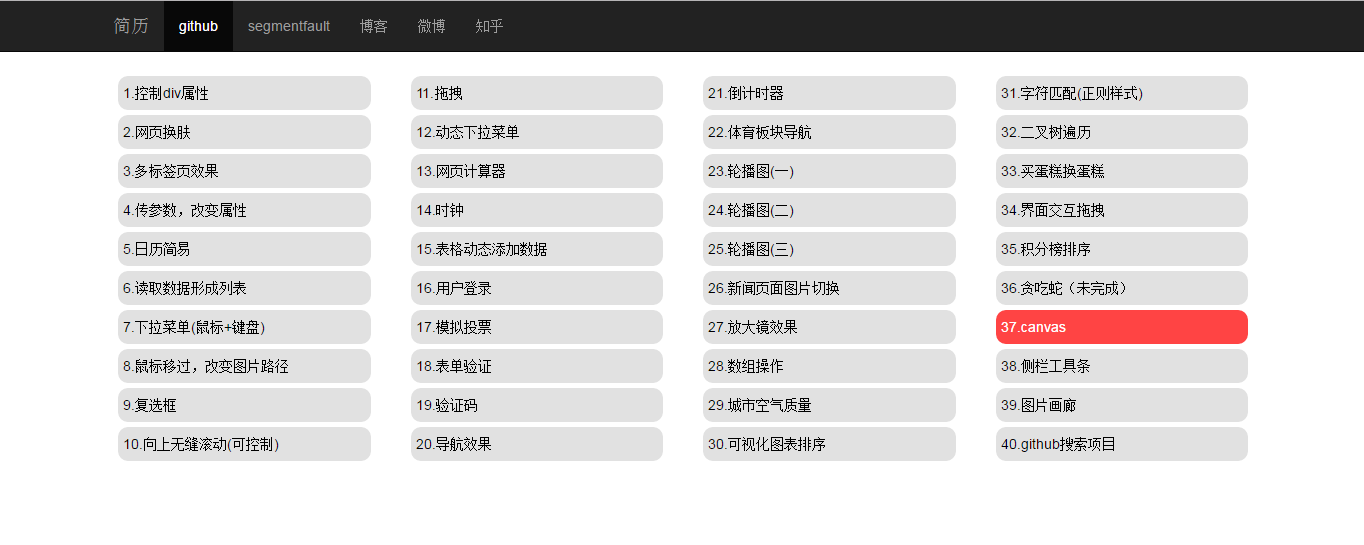 简历 github segmentfault 博客 微博 知乎
1.控制div属性
2.网页换肤
3.多标签页效果
4.传参数，改变属性
5.日历简易
6.读取数据形成列表
7.下拉菜单(鼠标+键盘)
8.鼠标移过，改变图片路径
9.复选框
10.向上无缝滚动(可控制)
11.拖拽
12.动态下拉菜单
13.网页计算器
14.时钟
15.表格动态添加数据
16.用户登录
17.模拟投票
18.表单验证
19.验证码
20.导航效果
21.倒计时器
22.体育板块导航
23.轮播图(一)
24.轮播图(二)
25.轮播图(三)
26.新闻页面图片切换
27.放大镜效果
28.数组操作
29.城市空气质量
30.可视化图表排序
31.字符匹配(正则样式)
32.二叉树遍历
33.买蛋糕换蛋糕
34.界面交互拖拽
35.积分榜排序
36.贪吃蛇（未完成）
37.canvas
38.侧栏工具条
39.图片画廊
40.github搜索项目